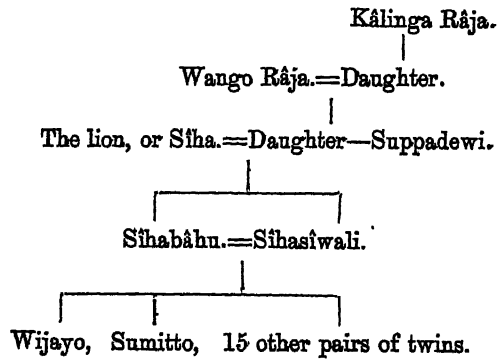 Kâlinga Râja.
Wango Râja.=Daughter.
The lion, or Sîha.=Daughter—Suppadewi.
Sîhabâhu.=Sîhasîwali.
Wijayo, Sumitto, 15 other pairs of twins.